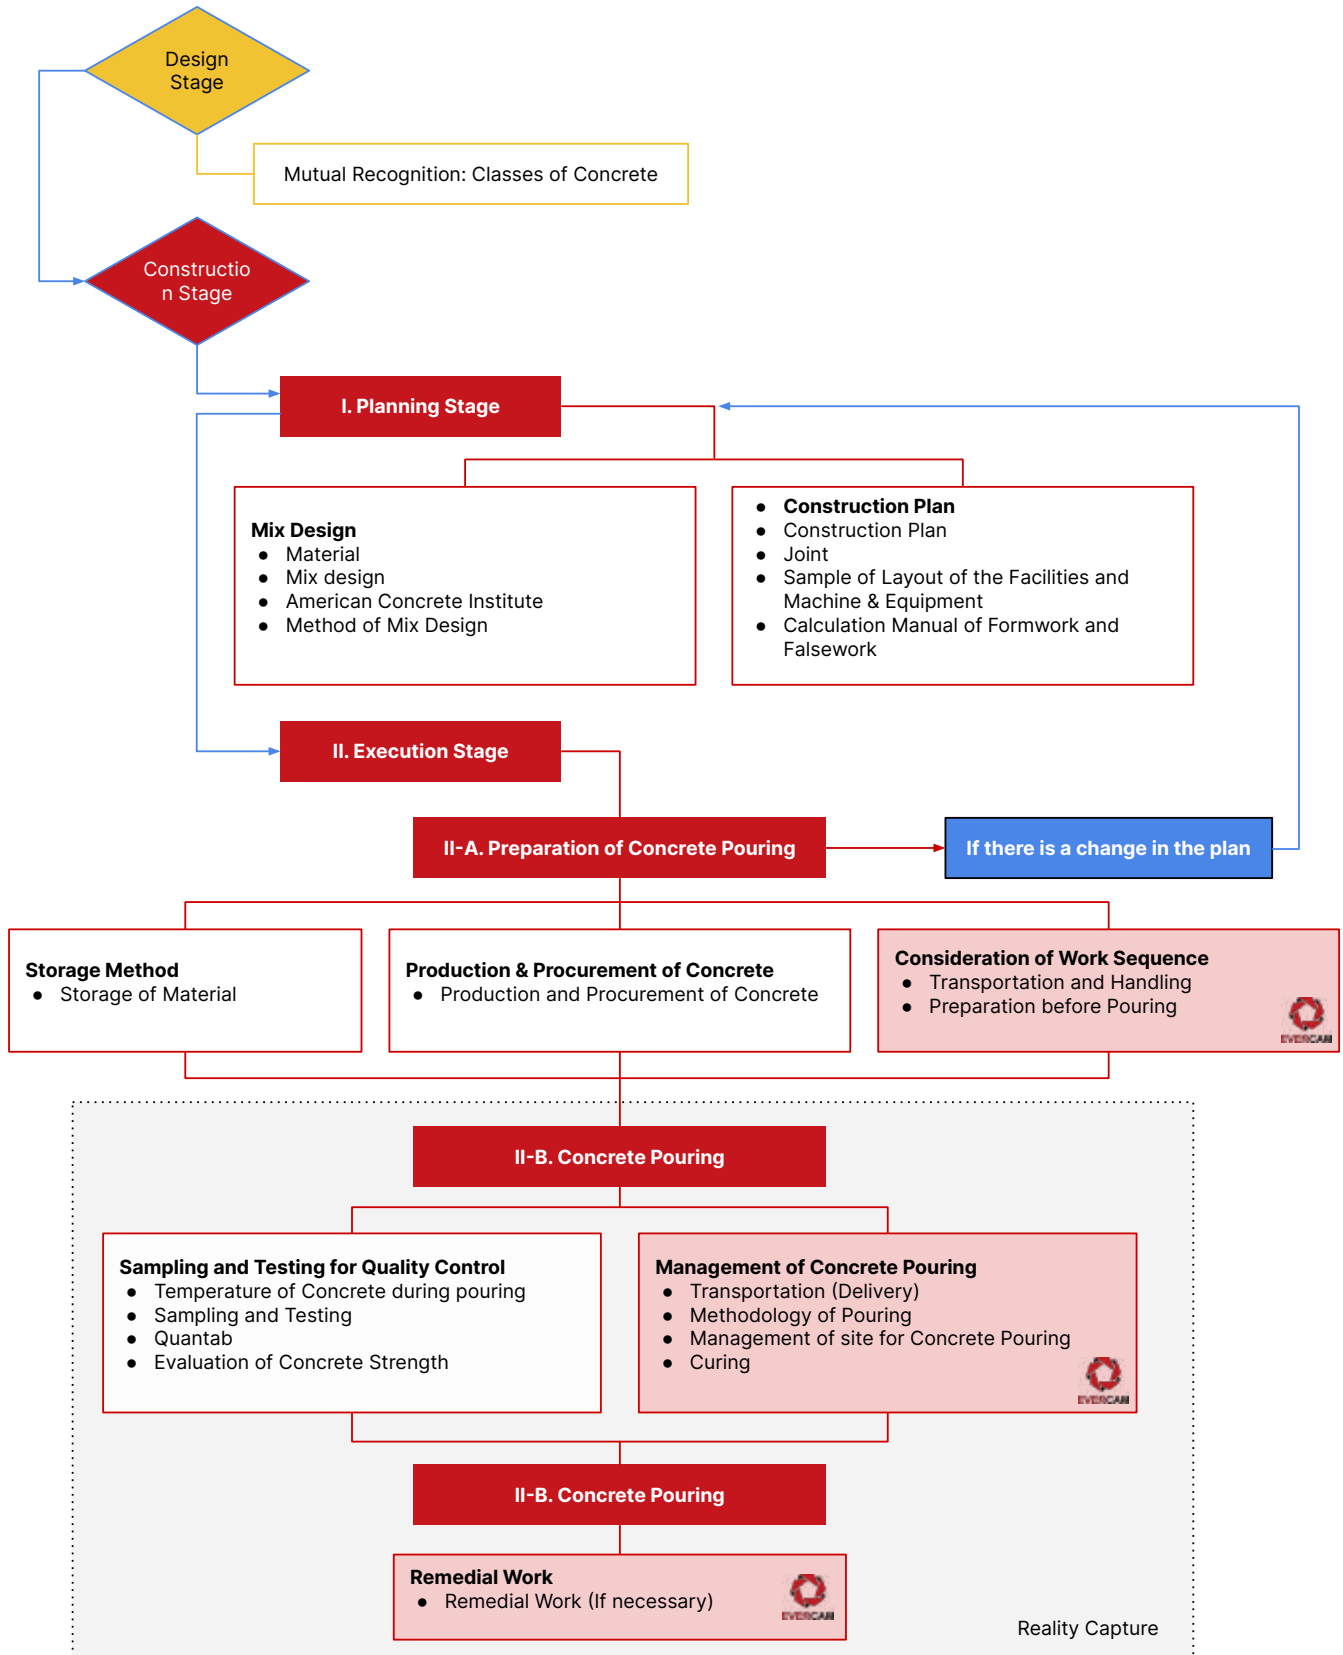 Design
Stage
Mutual Recognition: Classes of Concrete
Constructio
n Stage
I. Planning Stage
Mix Design
● Material
● Mix design
● American Concrete Institute
● Method of Mix Design
● Construction Plan
● Construction Plan
● Joint
● Sample of Layout of the Facilities and
Machine & Equipment
● Calculation Manual of Formwork and
Falsework
II. Execution Stage
II-A. Preparation of Concrete Pouring
If there is a change in the plan
Storage Method
● Storage of Material
Production & Procurement of Concrete
● Production and Procurement of Concrete
Consideration of Work Sequence
● Transportation and Handling
● Preparation before Pouring
EVERCAM
II-B. Concrete Pouring
Sampling and Testing for Quality Control
● Temperature of Concrete during pouring
● Sampling and Testing
● Quantab
● Evaluation of Concrete Strength
Management of Concrete Pouring
● Transportation (Delivery)
● Methodology of Pouring
● Management of site for Concrete Pouring
● Curing
EVERCAM
II-B. Concrete Pouring
Remedial Work
● Remedial Work (If necessary)
EVERCAM
Reality Capture